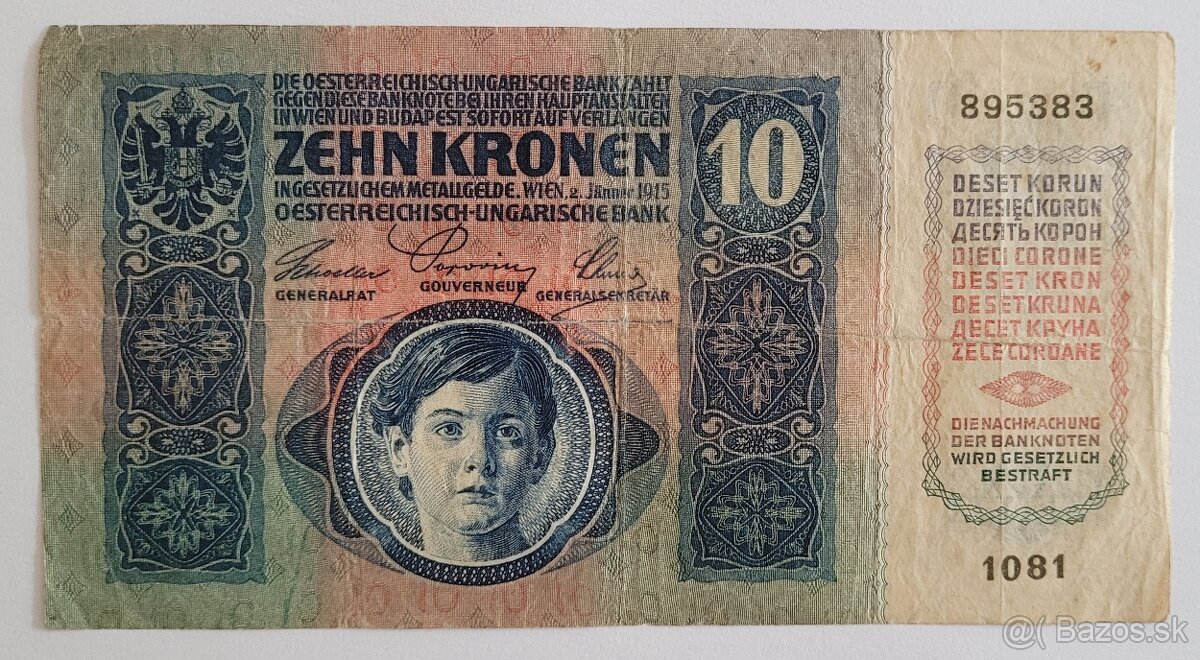 DIE OESTERREICHISCH-UNGARISCHE BANK ZAHLT
GEGEN DIESE BANKNOTE BEI IHREN HAUPTANSTALTEN
IN WIEN UND BUDAPEST SOFORT AUF VERLANGEN
ZEHN KRONEN
IN GESETZLICHEM METALLGELDE. WIEN, 2. Jänner 1915
OESTERREICHISCH-UNGARISCHE BANK
GENERALRAT
GOUVERNEUR
GENERALSEKRETÄR
10
895383
DESET KORUN
DZIESIĘĆ KORON
ДЕСЯТЬ КОРОН
DIECI CORONE
DESET KRON
DESET KRUNA
ДЕСЕТ КРУНА
ZECE COROANE
DIE NACHMACHUNG
DER BANKNOTEN
WIRD GESETZLICH
BESTRAFT
1081
@( Bazos.sk